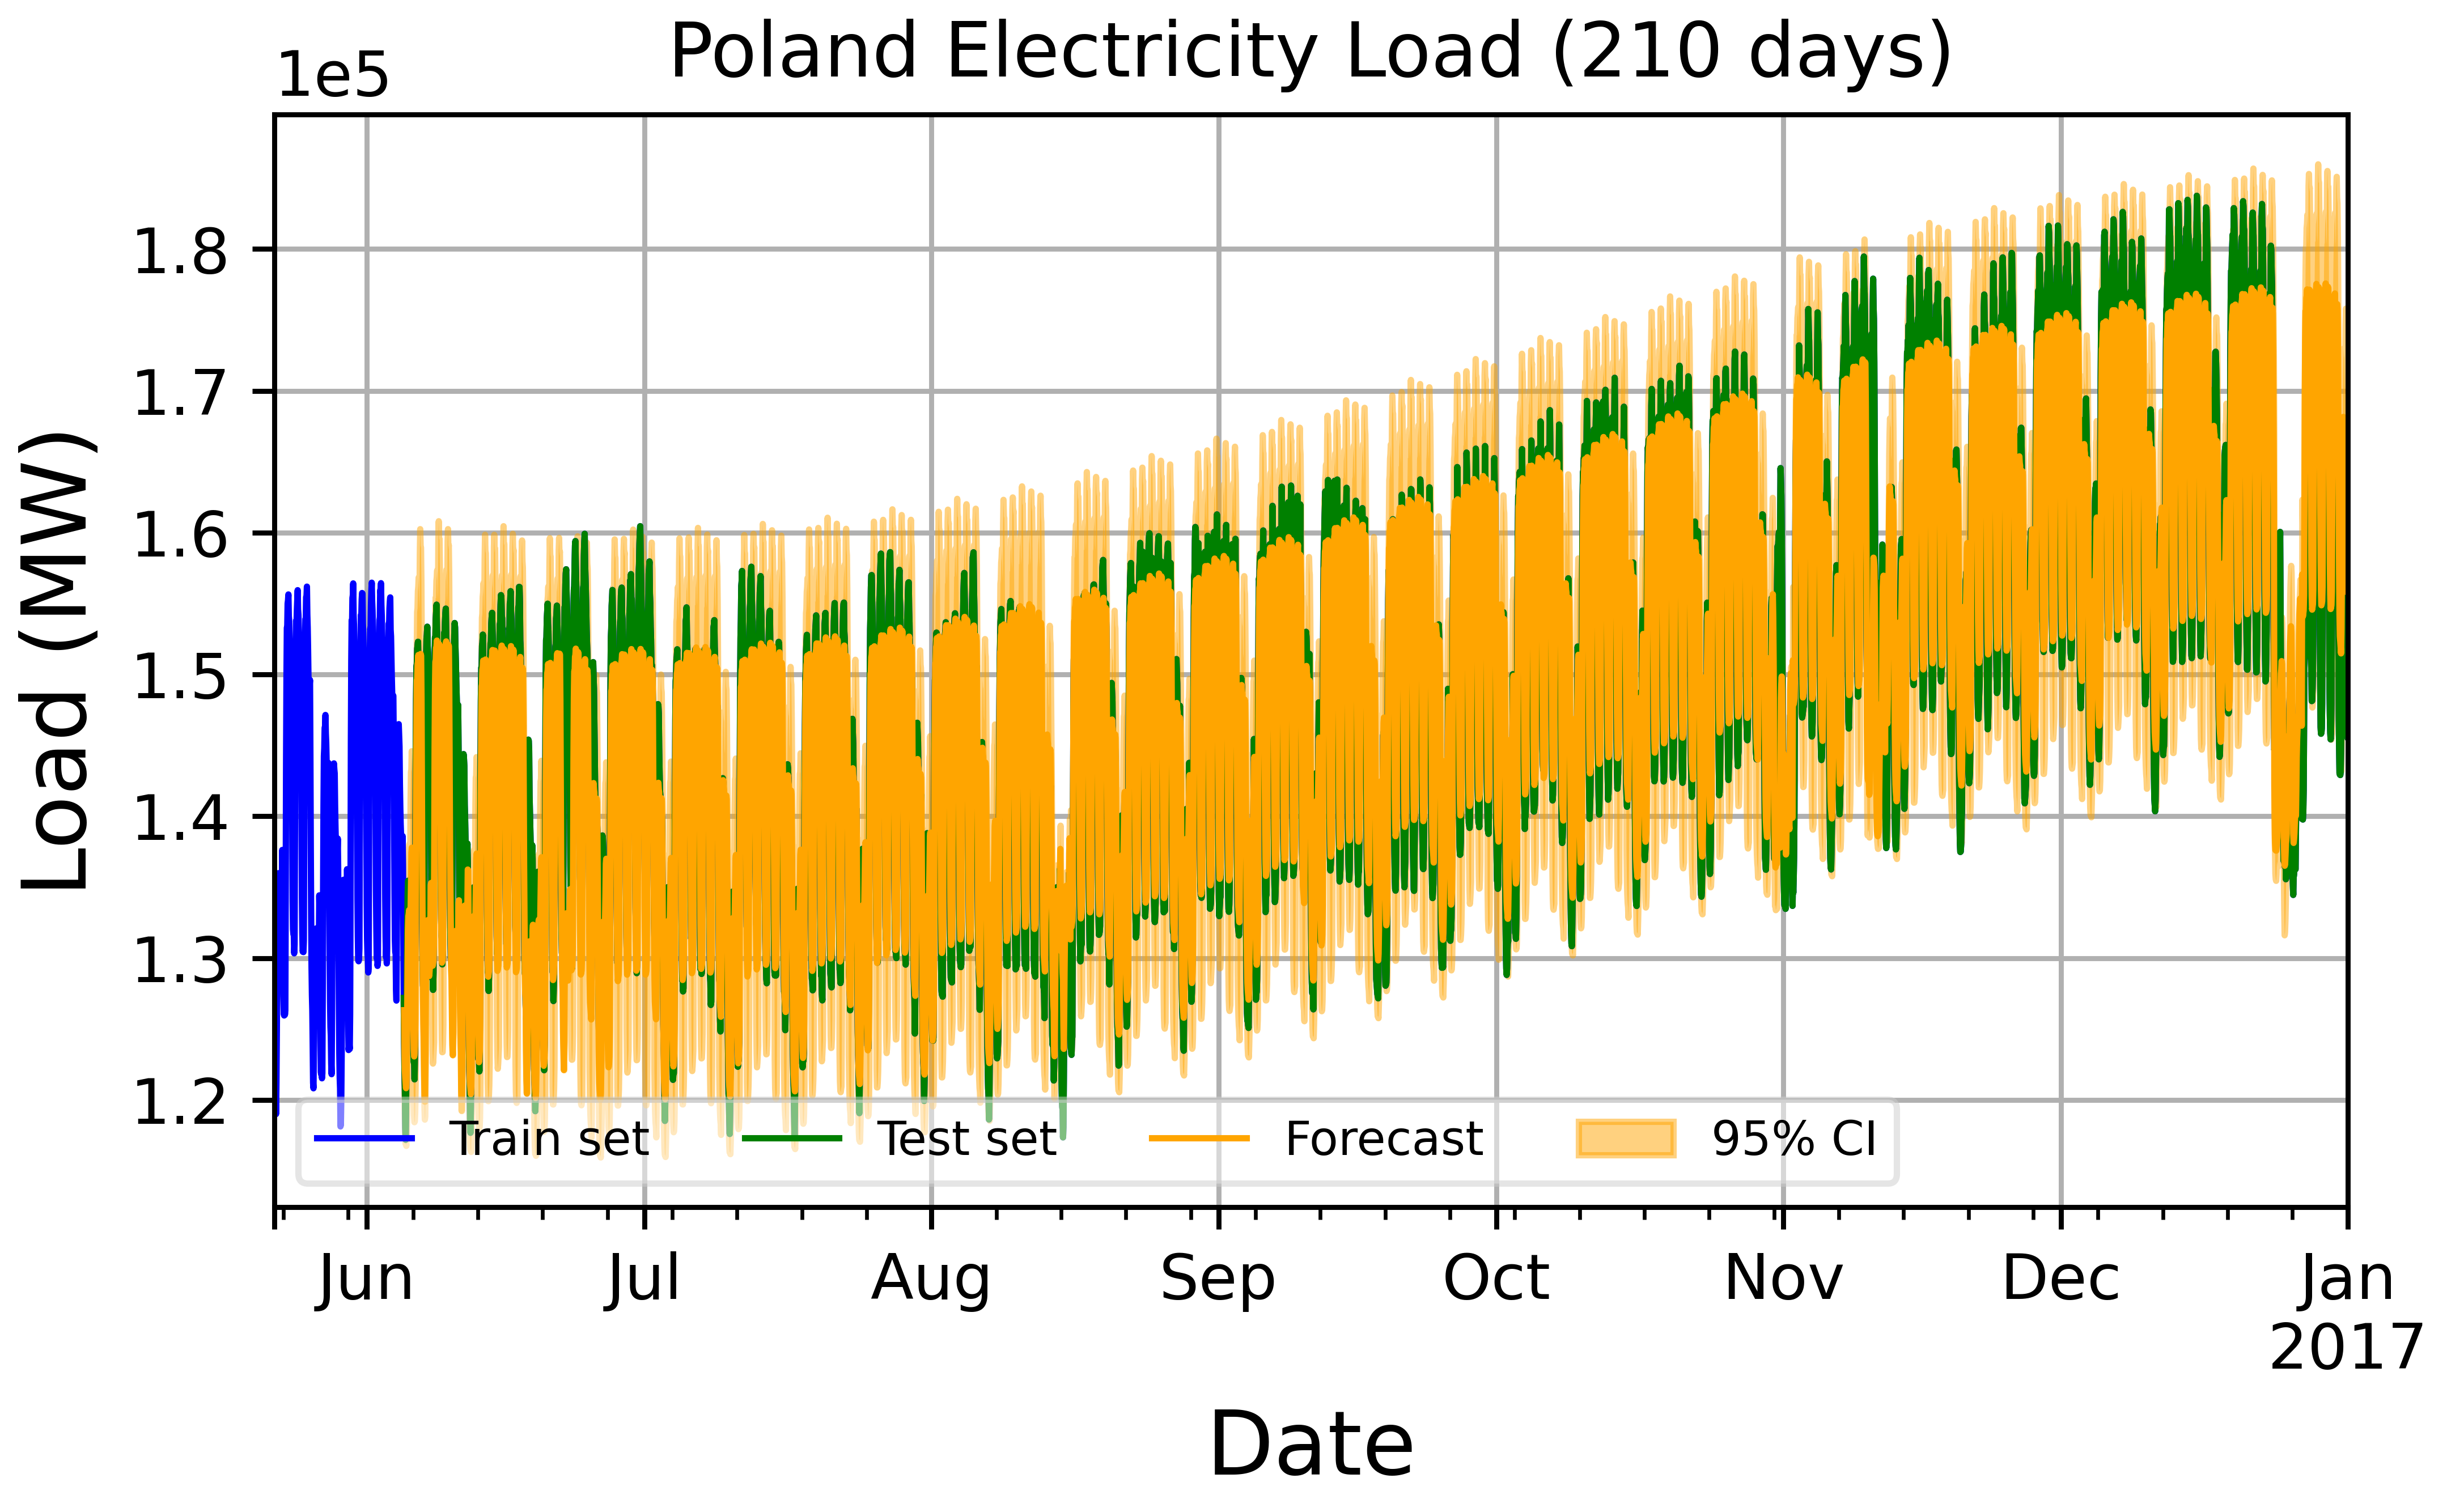 Poland Electricity Load (210 days)
1e5
1.8
1.7
1.6
1.5
1.4
1.3
1.2
Load (MW)
Train set Test set Forecast 95% CI
Jun Jul Aug Sep Oct Nov Dec Jan
2017
Date